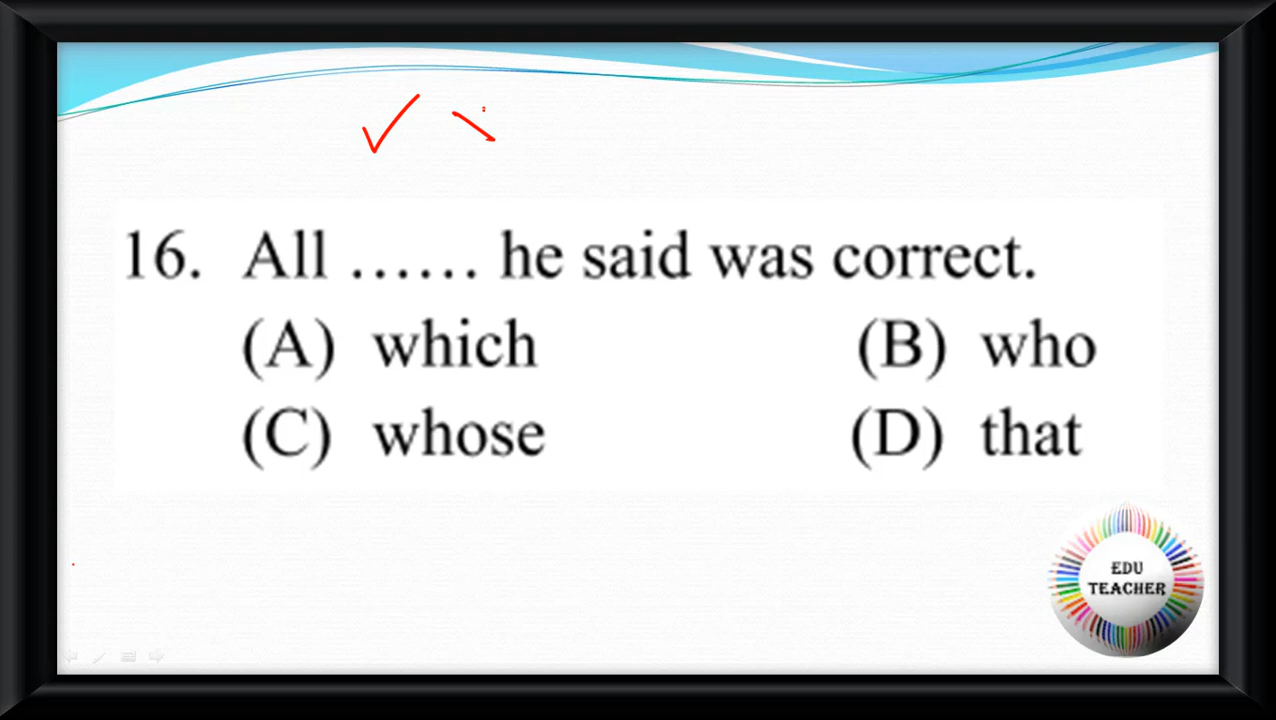 16. All ...... he said was correct.
(A) which (B) who
(C) whose (D) that
EDU
TEACHER